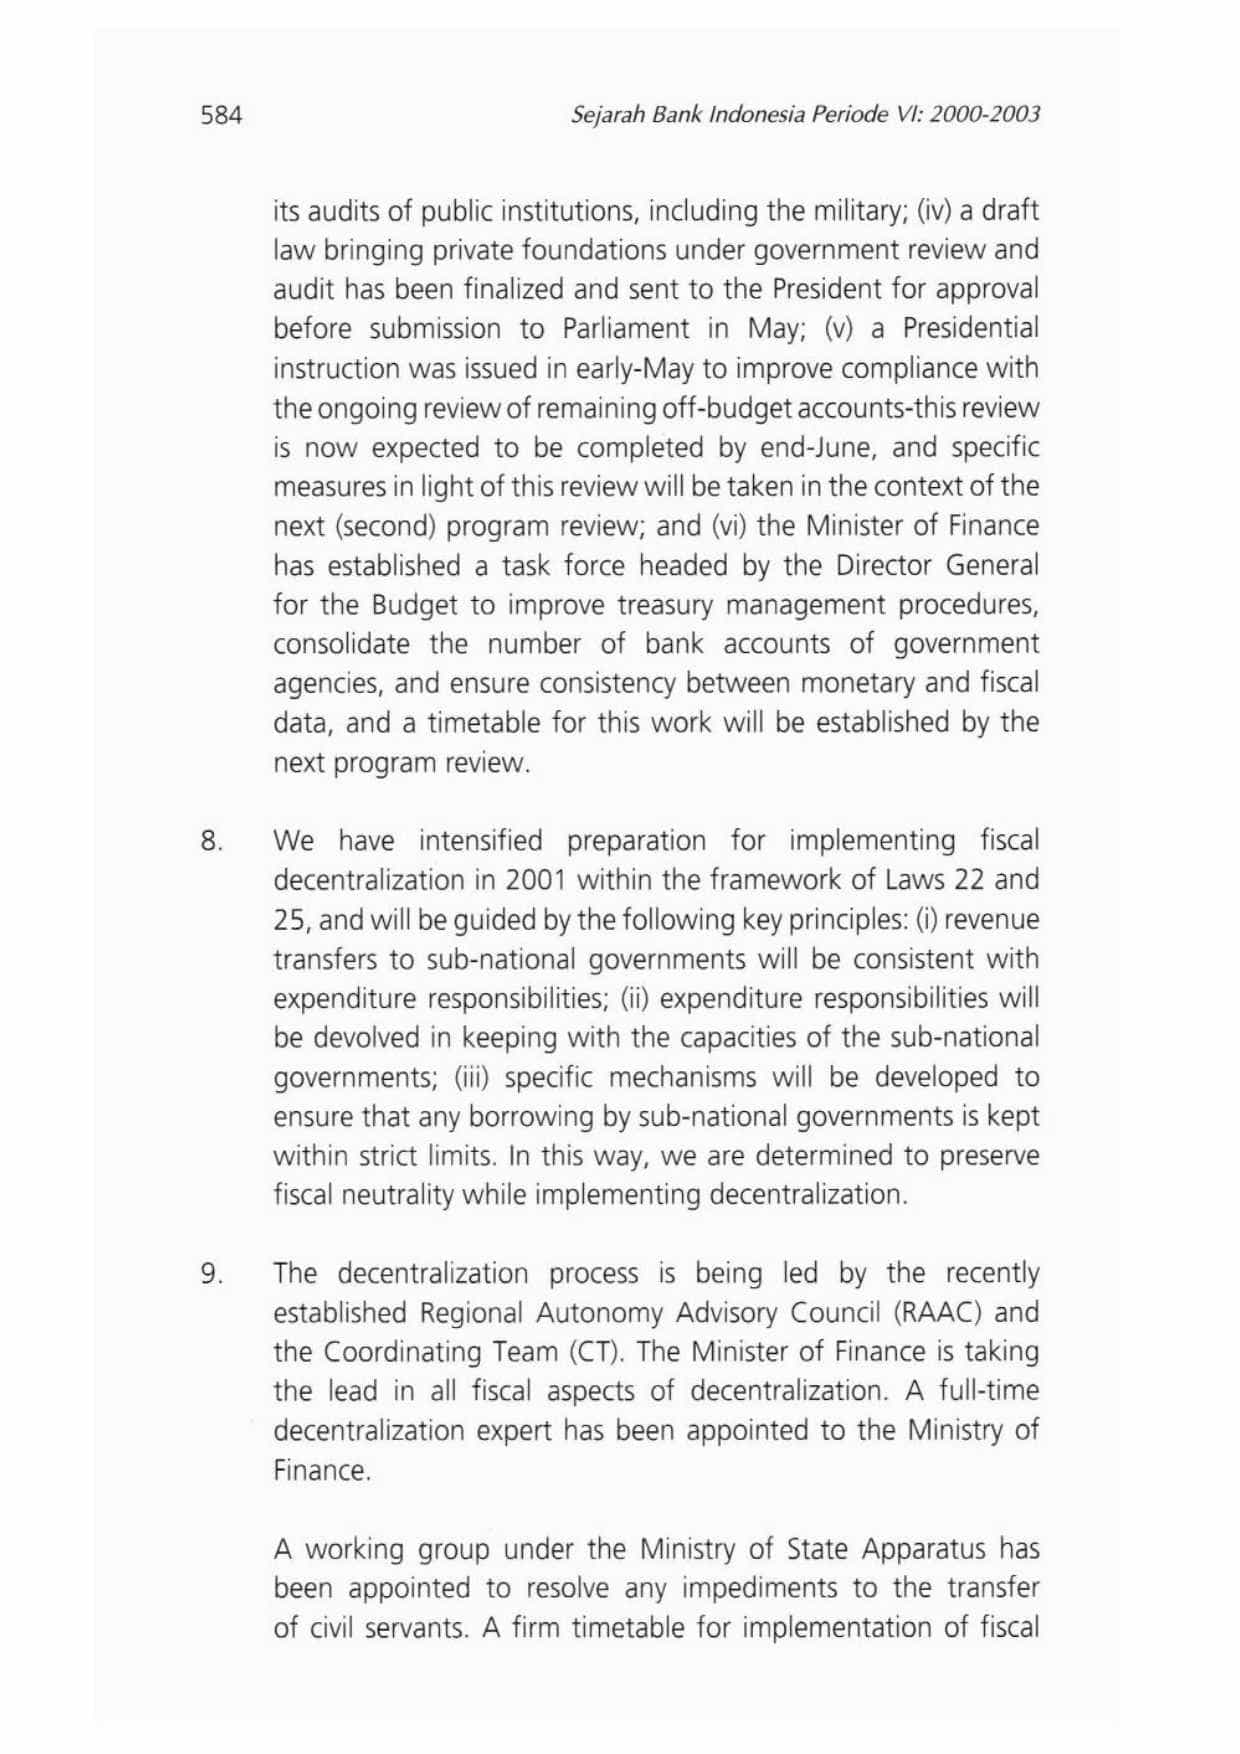 584
Sejarah Bank Indonesia Periode VI: 2000-2003
its audits of public institutions, including the military; (iv) a draft
law bringing private foundations under government review and
audit has been finalized and sent to the President for approval
before submission to Parliament in May; (v) a Presidential
instruction was issued in early-May to improve compliance with
the ongoing review of remaining off-budget accounts-this review
is now expected to be completed by end-June, and specific
measures in light of this review will be taken in the context of the
next (second) program review; and (vi) the Minister of Finance
has established a task force headed by the Director General
for the Budget to improve treasury management procedures,
consolidate the number of bank accounts of government
agencies, and ensure consistency between monetary and fiscal
data, and a timetable for this work will be established by the
next program review.
8. We have intensified preparation for implementing fiscal
decentralization in 2001 within the framework of Laws 22 and
25, and will be guided by the following key principles: (i) revenue
transfers to sub-national governments will be consistent with
expenditure responsibilities; (ii) expenditure responsibilities will
be devolved in keeping with the capacities of the sub-national
governments; (iii) specific mechanisms will be developed to
ensure that any borrowing by sub-national governments is kept
within strict limits. In this way, we are determined to preserve
fiscal neutrality while implementing decentralization.
9. The decentralization process is being led by the recently
established Regional Autonomy Advisory Council (RAAC) and
the Coordinating Team (CT). The Minister of Finance is taking
the lead in all fiscal aspects of decentralization. A full-time
decentralization expert has been appointed to the Ministry of
Finance.
A working group under the Ministry of State Apparatus has
been appointed to resolve any impediments to the transfer
of civil servants. A firm timetable for implementation of fiscal